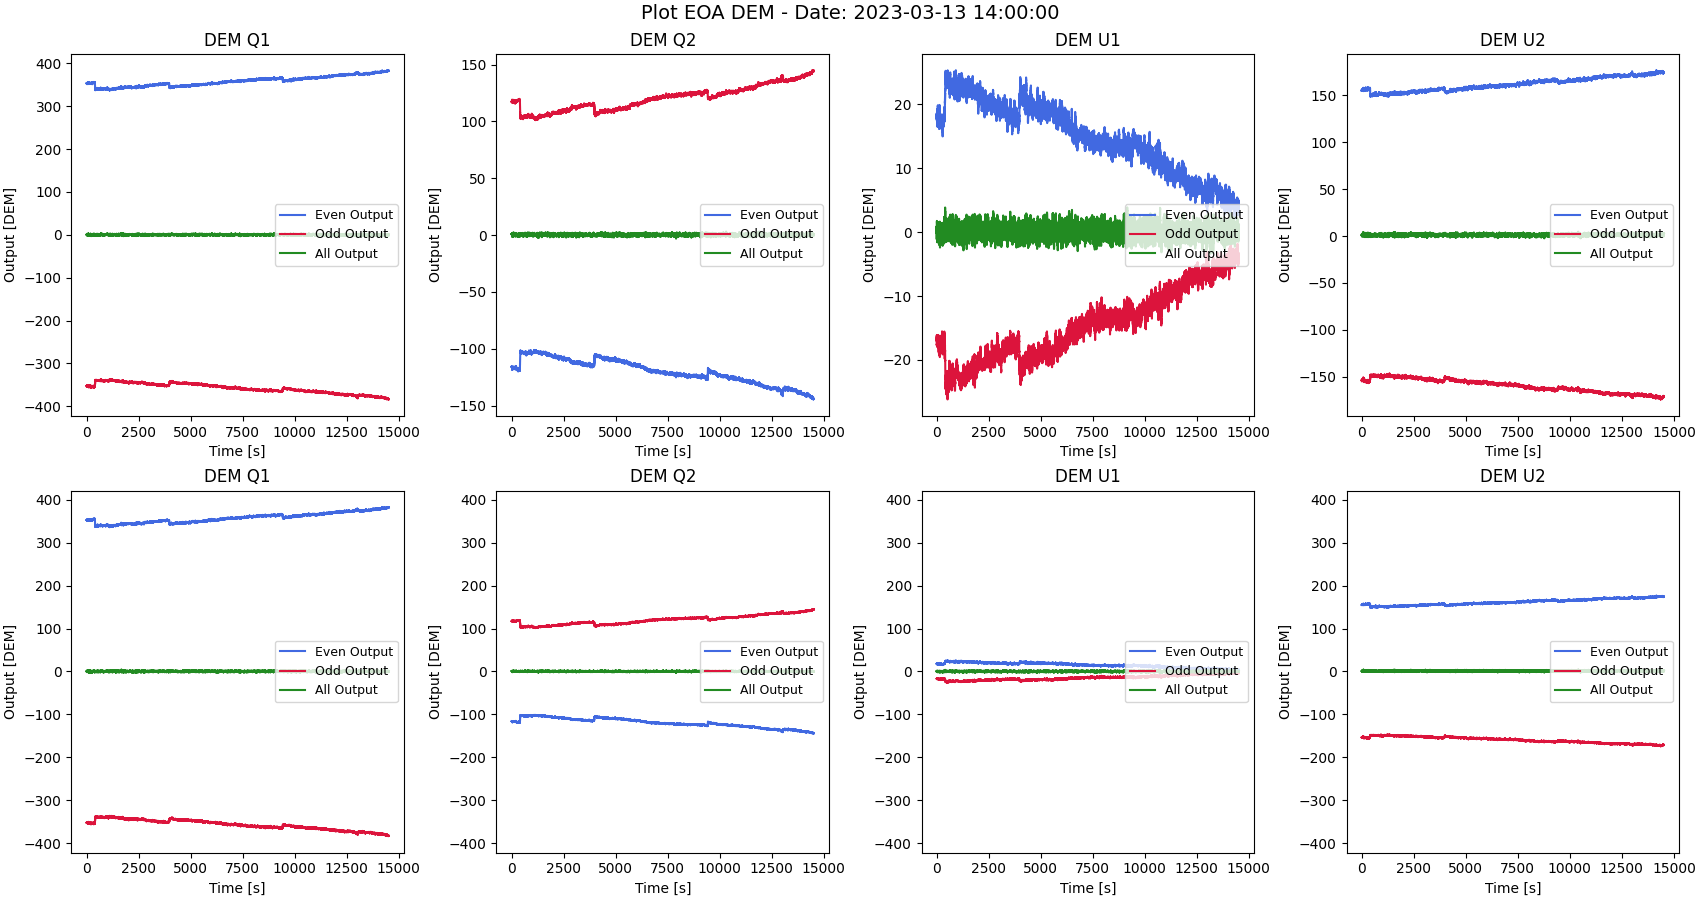 Plot EOA DEM - Date: 2023-03-13 14:00:00
DEM Q1
Output [DEM]
400
300
200
100
0
−100
−200
−300
−400
Even Output
Odd Output
All Output
0 2500 5000 7500 10000 12500 15000
Time [s]
DEM Q2
Output [DEM]
150
100
50
0
−50
−100
−150
Even Output
Odd Output
All Output
0 2500 5000 7500 10000 12500 15000
Time [s]
DEM U1
Output [DEM]
20
10
0
−10
−20
Even Output
Odd Output
All Output
0 2500 5000 7500 10000 12500 15000
Time [s]
DEM U2
Output [DEM]
150
100
50
0
−50
−100
−150
Even Output
Odd Output
All Output
0 2500 5000 7500 10000 12500 15000
Time [s]
DEM Q1
Output [DEM]
400
300
200
100
0
−100
−200
−300
−400
Even Output
Odd Output
All Output
0 2500 5000 7500 10000 12500 15000
Time [s]
DEM Q2
Output [DEM]
400
300
200
100
0
−100
−200
−300
−400
Even Output
Odd Output
All Output
0 2500 5000 7500 10000 12500 15000
Time [s]
DEM U1
Output [DEM]
400
300
200
100
0
−100
−200
−300
−400
Even Output
Odd Output
All Output
0 2500 5000 7500 10000 12500 15000
Time [s]
DEM U2
Output [DEM]
400
300
200
100
0
−100
−200
−300
−400
Even Output
Odd Output
All Output
0 2500 5000 7500 10000 12500 15000
Time [s]